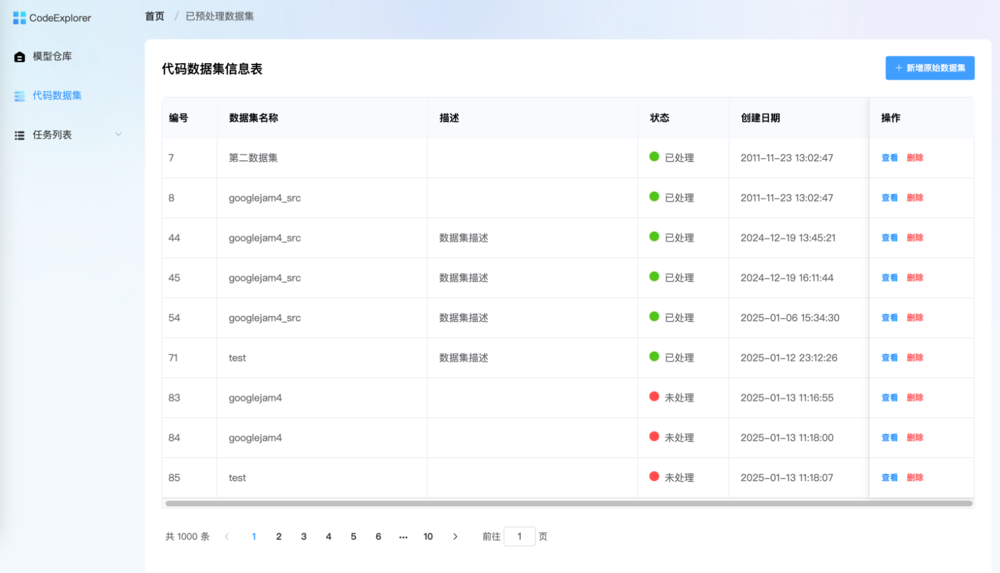 CodeExplorer
首页 / 已预处理数据集
模型仓库
代码数据集
任务列表
代码数据集信息表
+ 新增原始数据集
编号 数据集名称 描述 状态 创建日期 操作
7 第二数据集 已处理 2011-11-23 13:02:47 查看 删除
8 googlejam4_src 已处理 2011-11-23 13:02:47 查看 删除
44 googlejam4_src 数据集描述 已处理 2024-12-19 13:45:21 查看 删除
45 googlejam4_src 数据集描述 已处理 2024-12-19 16:11:44 查看 删除
54 googlejam4_src 数据集描述 已处理 2025-01-06 15:34:30 查看 删除
71 test 数据集描述 已处理 2025-01-12 23:12:26 查看 删除
83 googlejam4 未处理 2025-01-13 11:16:55 查看 删除
84 googlejam4 未处理 2025-01-13 11:18:00 查看 删除
85 test 未处理 2025-01-13 11:18:07 查看 删除
共 1000 条 < 1 2 3 4 5 6 ... 10 > 前往 1 页